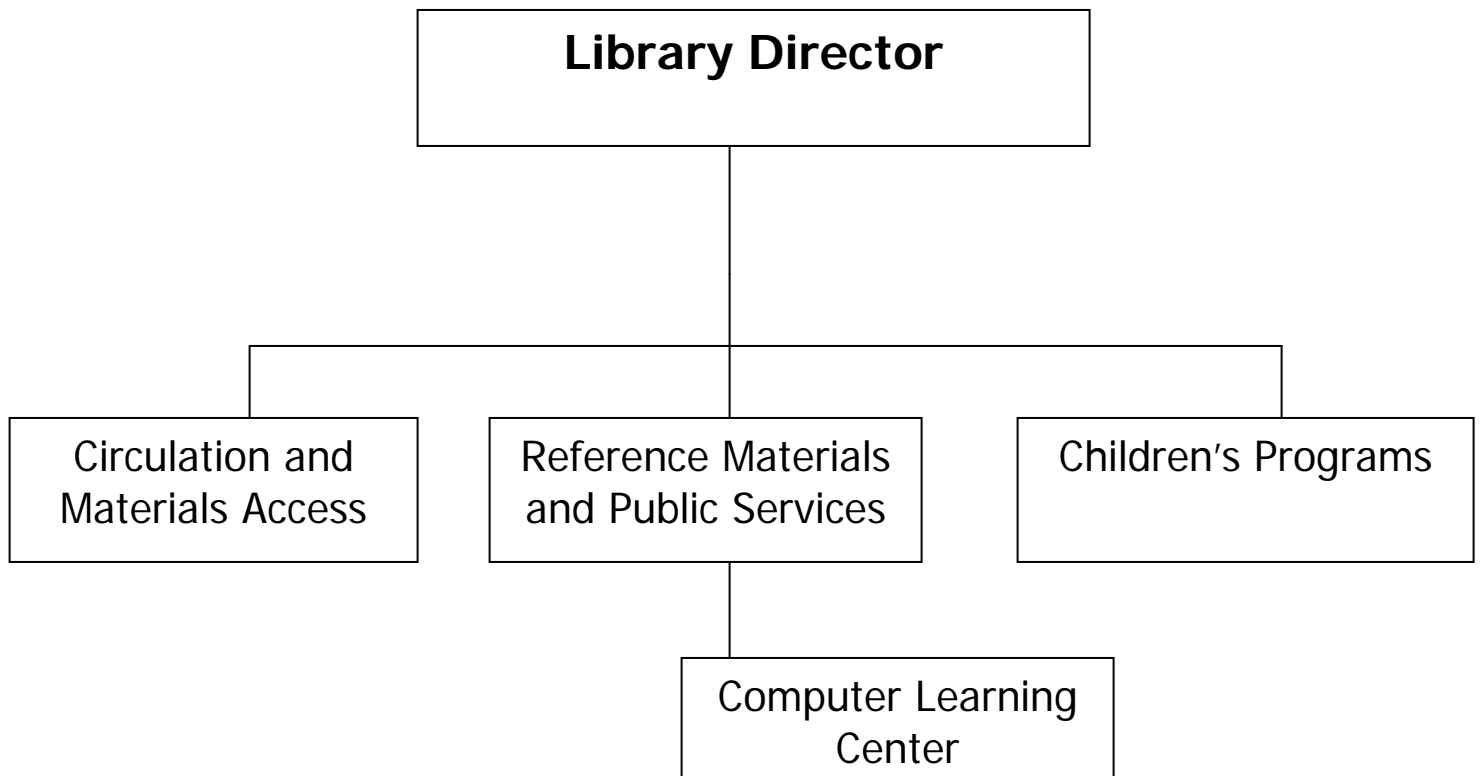 Library Director
Circulation and
Materials Access
Reference Materials
and Public Services
Children's Programs
Computer Learning
Center